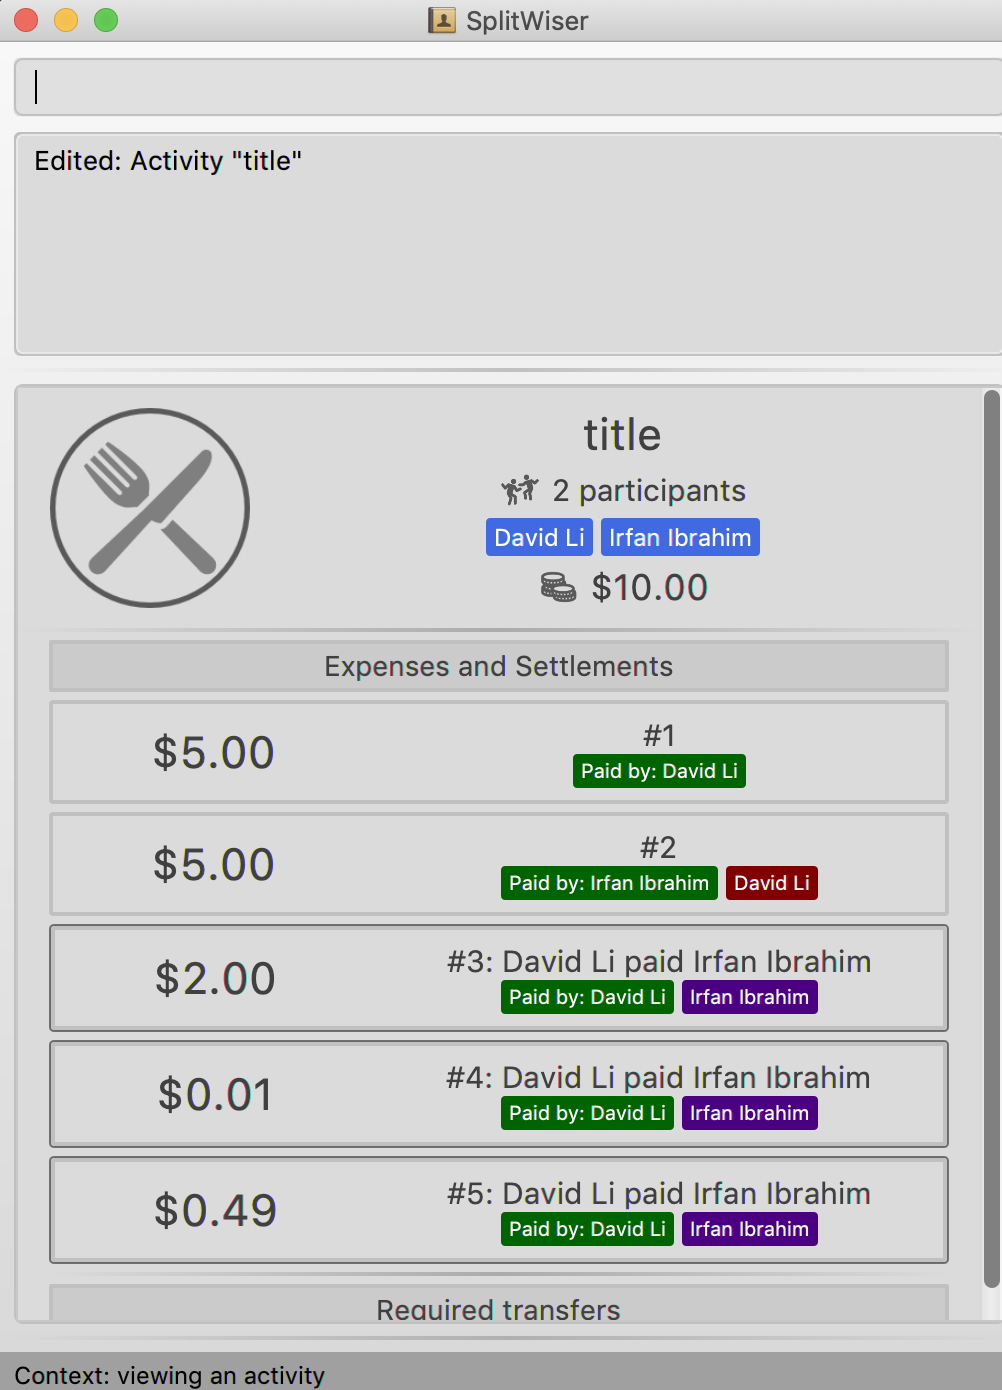 SplitWiser
Edited: Activity "title"
title
2 participants
David Li Irfan Ibrahim
$10.00
Expenses and Settlements
$5.00
#1
Paid by: David Li
$5.00
#2
Paid by: Irfan Ibrahim David Li
$2.00
#3: David Li paid Irfan Ibrahim
Paid by: David Li Irfan Ibrahim
$0.01
#4: David Li paid Irfan Ibrahim
Paid by: David Li Irfan Ibrahim
$0.49
#5: David Li paid Irfan Ibrahim
Paid by: David Li Irfan Ibrahim
Required transfers
Context: viewing an activity